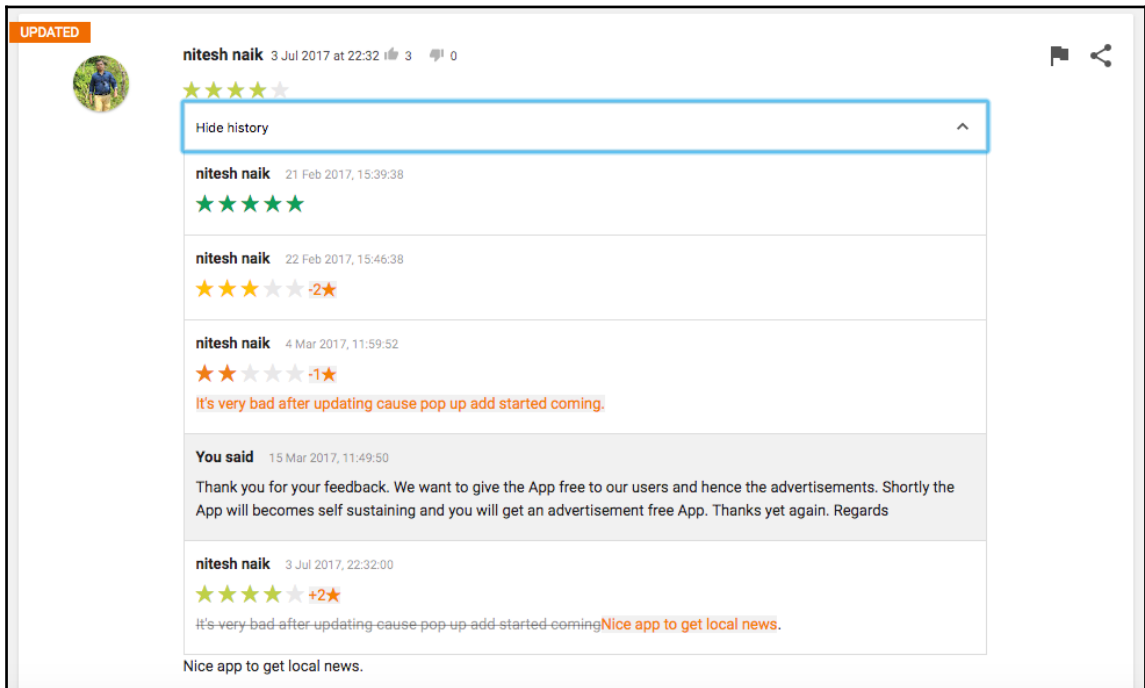 UPDATED
nitesh naik 3 Jul 2017 at 22:32 3 0
Hide history
nitesh naik 21 Feb 2017, 15:39:38
nitesh naik 22 Feb 2017, 15:46:38
-2★
nitesh naik 4 Mar 2017, 11:59:52
-1★
It's very bad after updating cause pop up add started coming.
You said 15 Mar 2017, 11:49:50
Thank you for your feedback. We want to give the App free to our users and hence the advertisements. Shortly the
App will becomes self sustaining and you will get an advertisement free App. Thanks yet again. Regards
nitesh naik 3 Jul 2017, 22:32:00
+2★
It's very bad after updating cause pop up add started comingNice app to get local news.
Nice app to get local news.